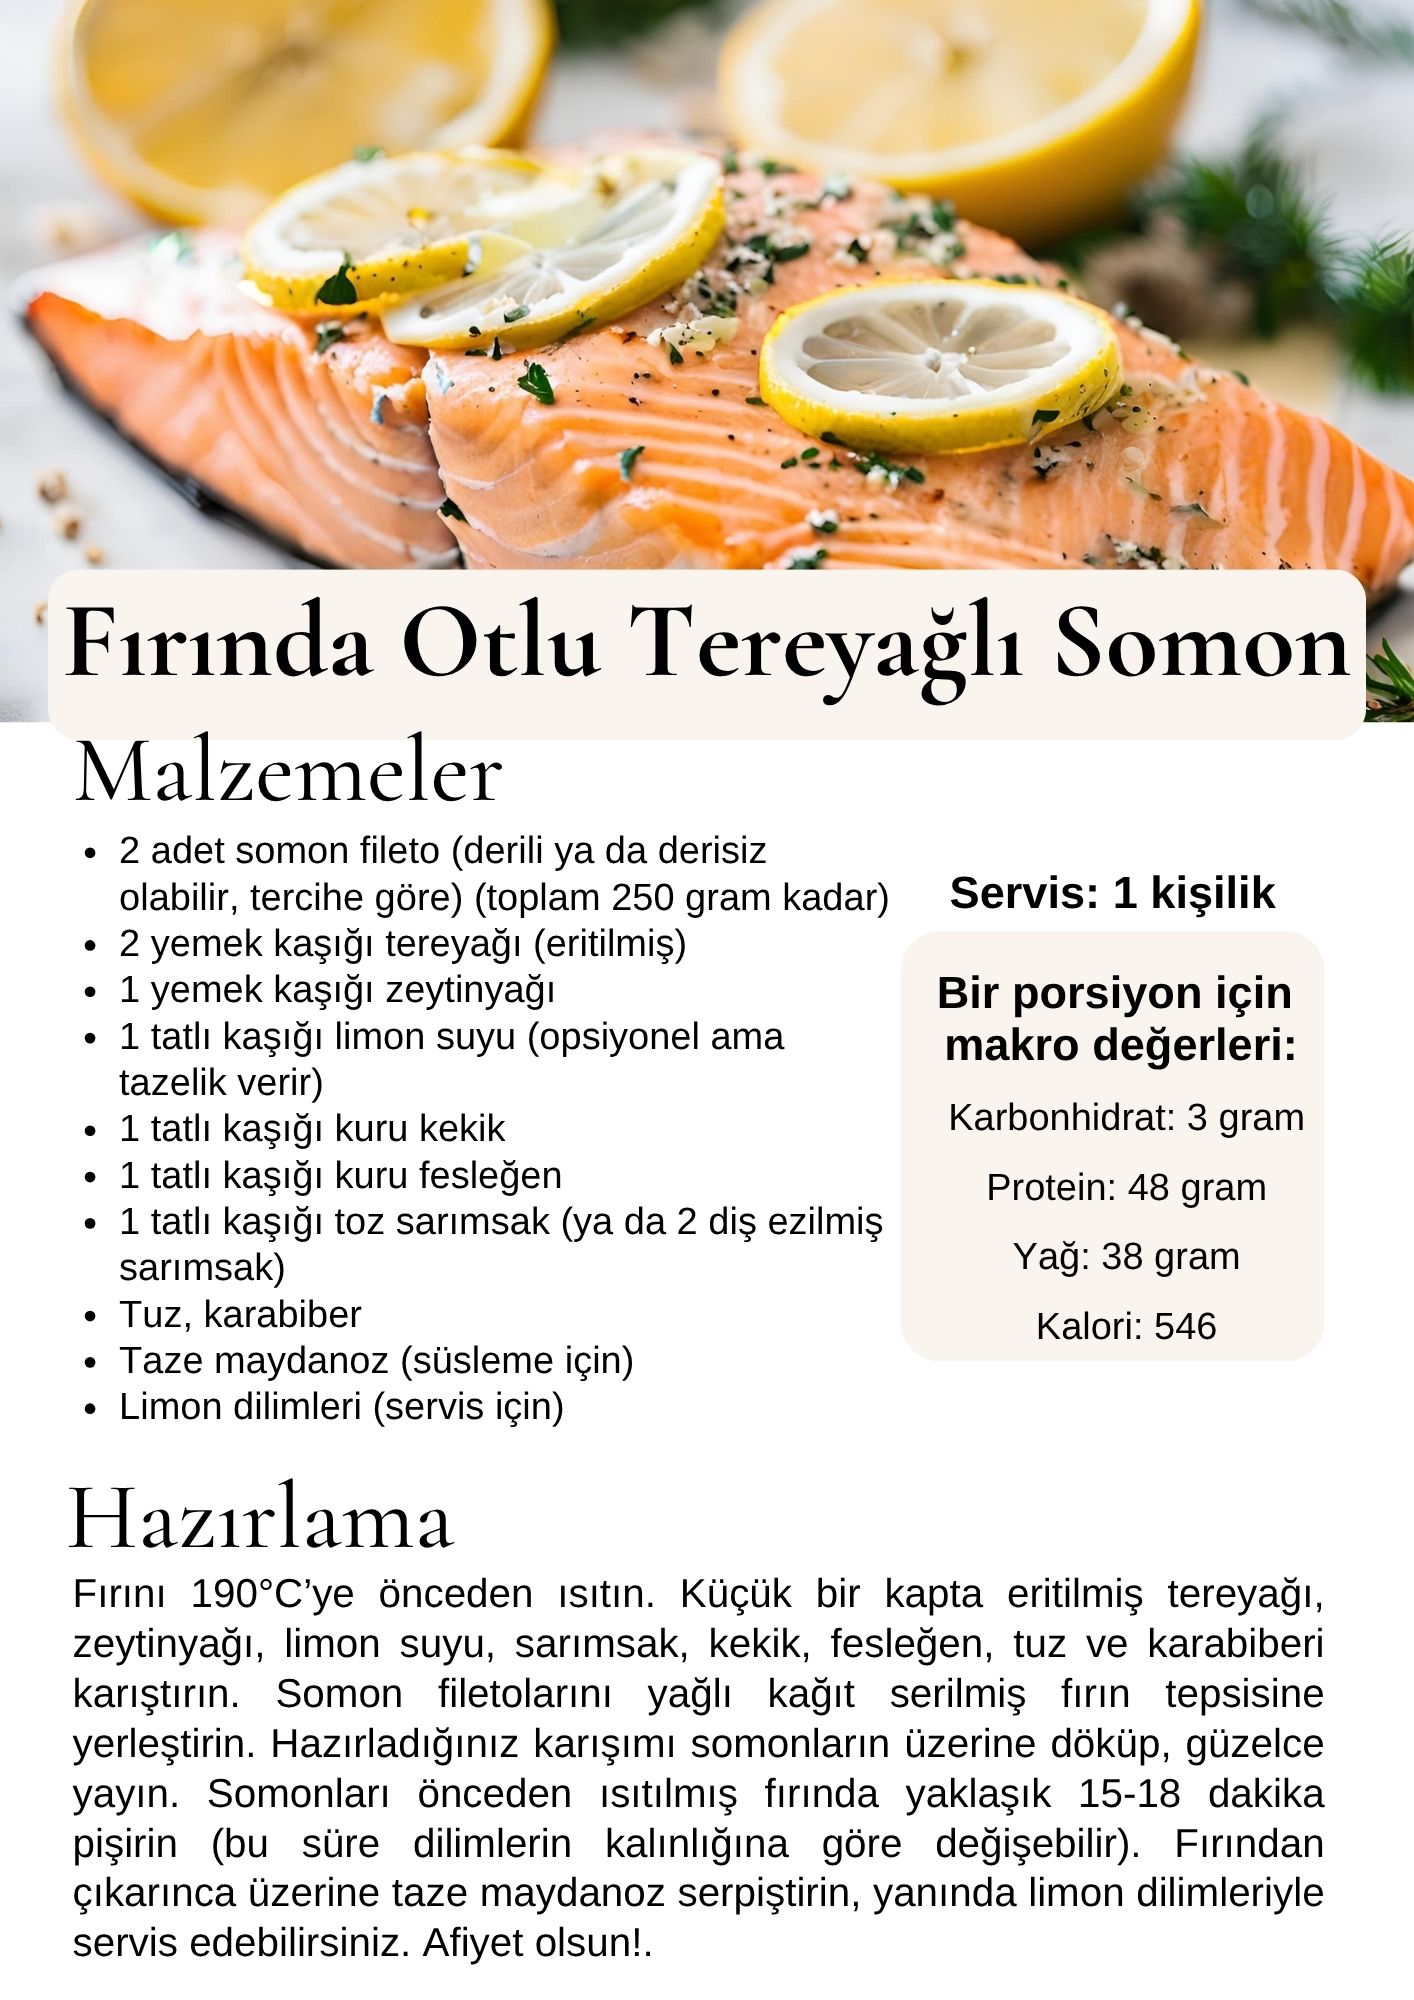 Fırında Otlu Tereyağlı Somon
Malzemeler
• 2 adet somon fileto (derili ya da derisiz
olabilir, tercihe göre) (toplam 250 gram kadar)
• 2 yemek kaşığı tereyağı (eritilmiş)
• 1 yemek kaşığı zeytinyağı
• 1 tatlı kaşığı limon suyu (opsiyonel ama
tazelik verir)
• 1 tatlı kaşığı kuru kekik
• 1 tatlı kaşığı kuru fesleğen
• 1 tatlı kaşığı toz sarımsak (ya da 2 diş ezilmiş
sarımsak)
• Tuz, karabiber
• Taze maydanoz (süsleme için)
• Limon dilimleri (servis için)
Servis: 1 kişilik
Bir porsiyon için
makro değerleri:
Karbonhidrat: 3 gram
Protein: 48 gram
Yağ: 38 gram
Kalori: 546
Hazırlama
Fırını 190°C’ye önceden ısıtın. Küçük bir kapta eritilmiş tereyağı,
zeytinyağı, limon suyu, sarımsak, kekik, fesleğen, tuz ve karabiberi
karıştırın. Somon filetolarını yağlı kağıt serilmiş fırın tepsisine
yerleştirin. Hazırladığınız karışımı somonların üzerine döküp, güzelce
yayın. Somonları önceden ısıtılmış fırında yaklaşık 15-18 dakika
pişirin (bu süre dilimlerin kalınlığına göre değişebilir). Fırından
çıkarınca üzerine taze maydanoz serpiştirin, yanında limon dilimleriyle
servis edebilirsiniz. Afiyet olsun!.